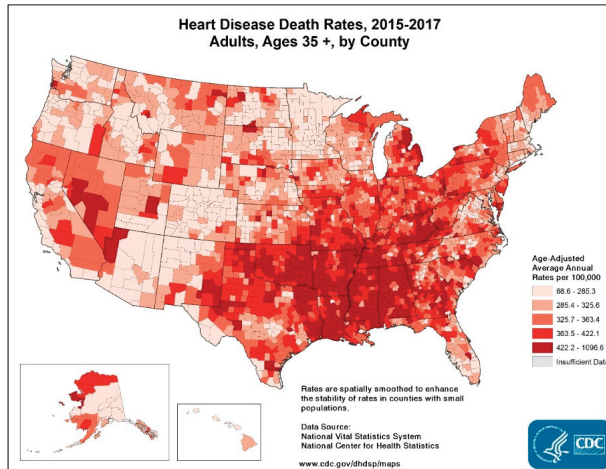 Heart Disease Death Rates, 2015-2017
Adults, Ages 35 +, by County
Age-Adjusted
Average Annual
Rates per 100,000
68.6 - 285.3
285.4 - 325.6
325.7 - 363.4
363.5 - 422.1
422.2 - 1096.6
Insufficient Data
Rates are spatially smoothed to enhance
the stability of rates in counties with small
populations.
Data Source:
National Vital Statistics System
National Center for Health Statistics
www.cdc.gov/dhdsp/maps
CDC